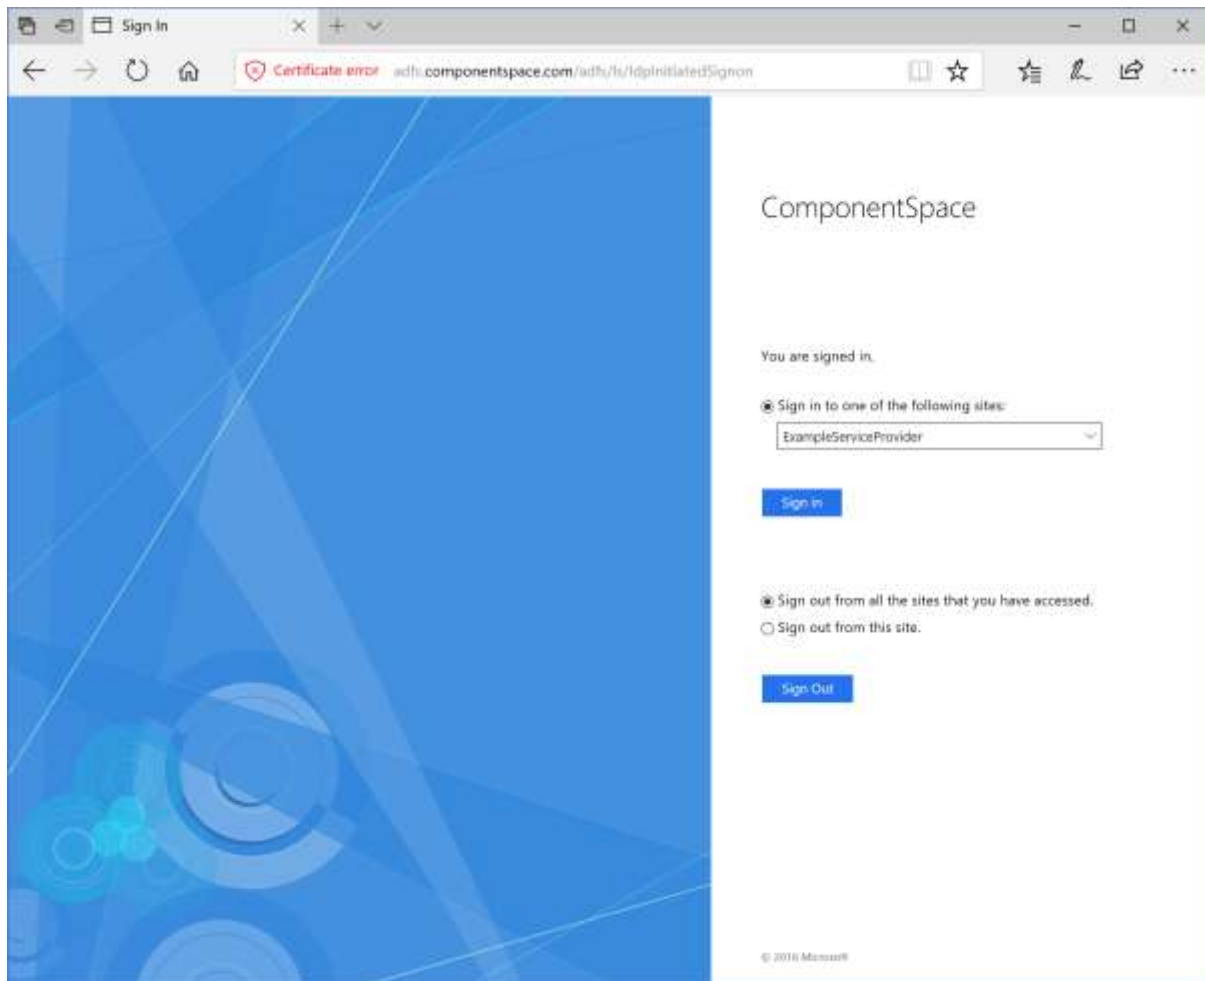 Sign In
Certificate error adfs.componentspace.com/adfs/ls/IdpInitiatedSignon
ComponentSpace
You are signed in.
Sign in to one of the following sites:
ExampleServiceProvider
Sign in
Sign out from all the sites that you have accessed.
Sign out from this site.
Sign Out
© 2016 Microsoft